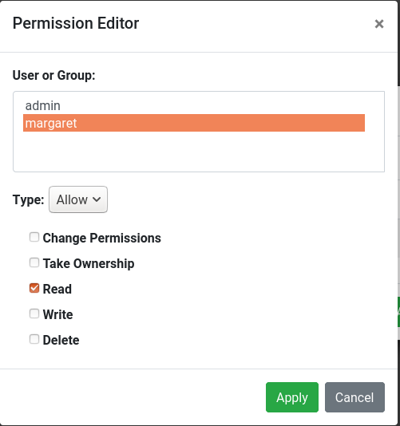 Permission Editor ×
User or Group:
admin
margaret
Type: Allow
Change Permissions
Take Ownership
Read
Write
Delete
Apply Cancel